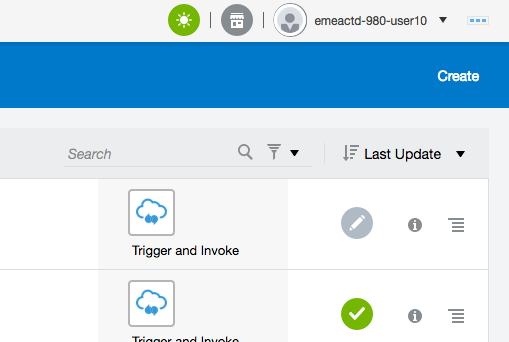 emeactd-980-user10
Create
Search
Last Update
Trigger and Invoke
Trigger and Invoke